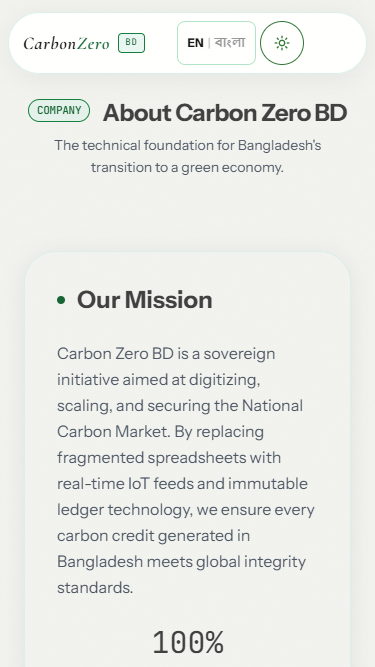 CarbonZero BD EN | বাংলা
COMPANY About Carbon Zero BD
The technical foundation for Bangladesh's
transition to a green economy.
Our Mission
Carbon Zero BD is a sovereign
initiative aimed at digitizing,
scaling, and securing the National
Carbon Market. By replacing
fragmented spreadsheets with
real-time IoT feeds and immutable
ledger technology, we ensure every
carbon credit generated in
Bangladesh meets global integrity
standards.
100%